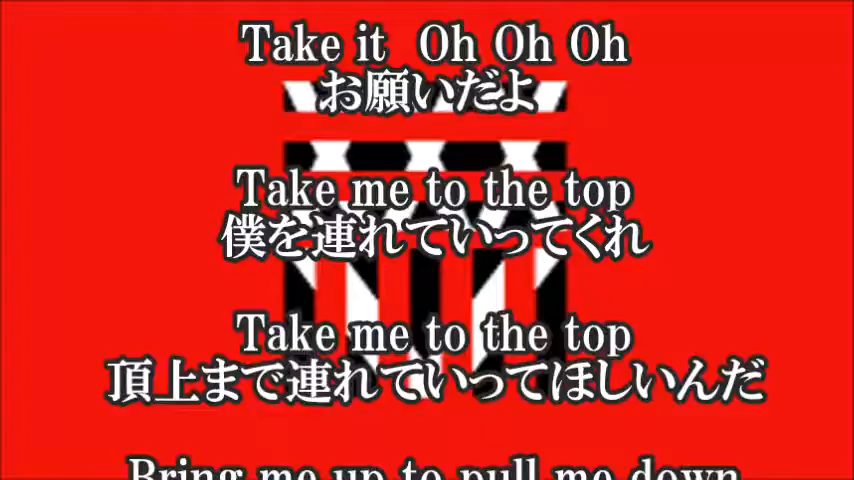 Take it Oh Oh Oh
お願いだよ
Take me to the top
僕を連れていってくれ
Take me to the top
頂上まで連れていってほしいんだ
Bring me up to pull me down